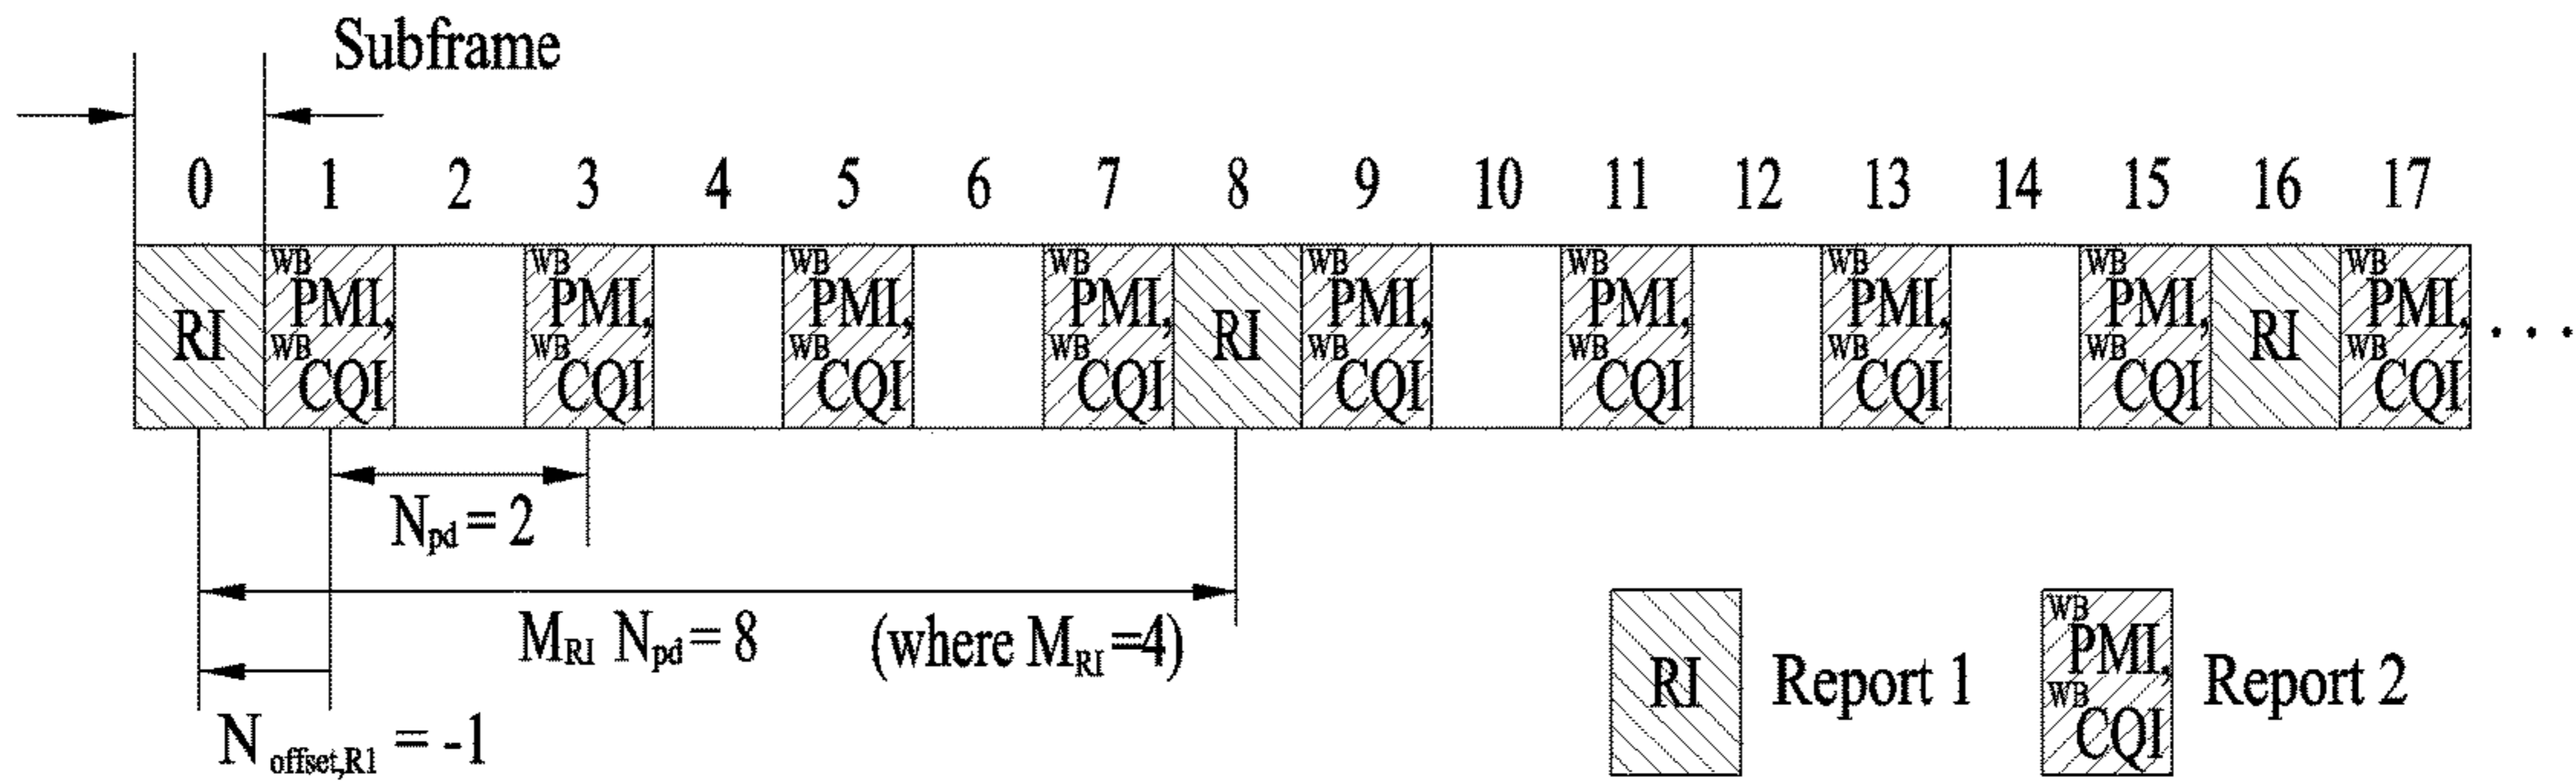 Subframe
0 1 2 3 4 5 6 7 8 9 10 11 12 13 14 15 16 17
RI WB PMI, WB CQI WB PMI, WB CQI WB PMI, WB CQI WB PMI, WB CQI RI WB PMI, WB CQI WB PMI, WB CQI WB PMI, WB CQI WB PMI, WB CQI RI WB PMI, WB CQI ...
Npd = 2
MRI Npd = 8 (where MRI =4)
Noffset,R1 = -1
RI Report 1
WB PMI, WB CQI Report 2